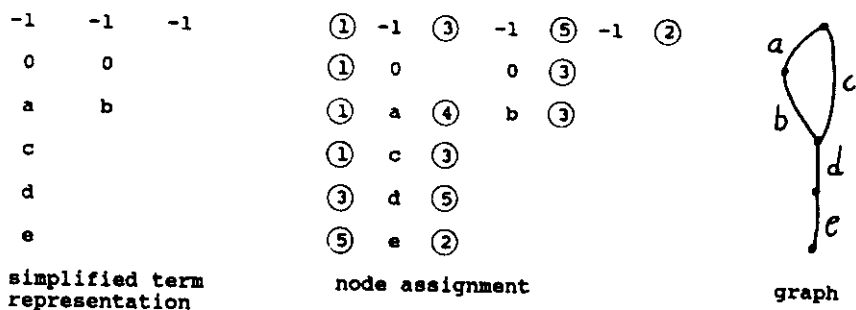 -1 -1 -1 ① -1 ③ -1 ⑤ -1 ②
0 0 ① 0 0 ③
a b ① a ④ b ③
c ① c ③
d ③ d ⑤
e ⑤ e ②
a
c
b
d
e
simplified term representation
node assignment
graph